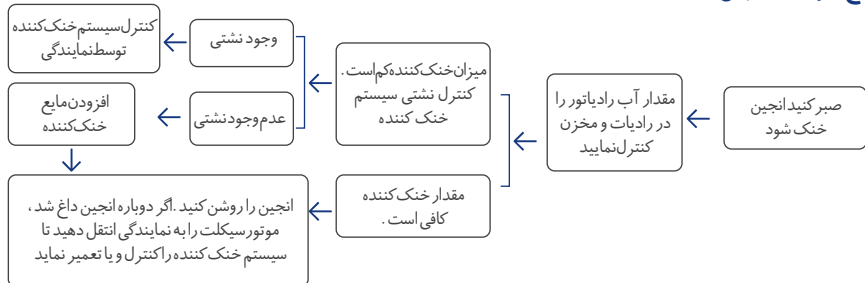 صبر کنید انجین
خنک شود
مقدار آب رادیاتور را
در رادیات و مخزن
کنترل نمایید
میزان خنک کننده کم است .
کنترل نشتی سیستم
خنک کننده
وجود نشتی
کنترل سیستم خنک کننده
توسط نمایندگی
عدم وجود نشتی
افزودن مایع
خنک کننده
مقدار خنک کننده
کافی است .
انجین را روشن کنید . اگر دوباره انجین داغ شد ،
موتورسیکلت را به نمایندگی انتقل دهید تا
سیستم خنک کننده را کنترل و یا تعمیر نماید